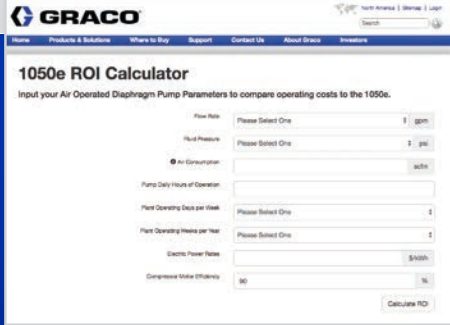 GRACO
North America | Sitemap | Login
Search
Home Products & Solutions Where to Buy Support Contact Us About Graco Investors
1050e ROI Calculator
Input your Air Operated Diaphragm Pump Parameters to compare operating costs to the 1050e.
Flow Rate Please Select One gpm
Fluid Pressure Please Select One psi
Air Consumption scfm
Pump Daily Hours of Operation
Plant Operating Days per Week Please Select One
Plant Operating Weeks per Year Please Select One
Electric Power Rates $/kWh
Compressor Motor Efficiency 90 %
Calculate ROI